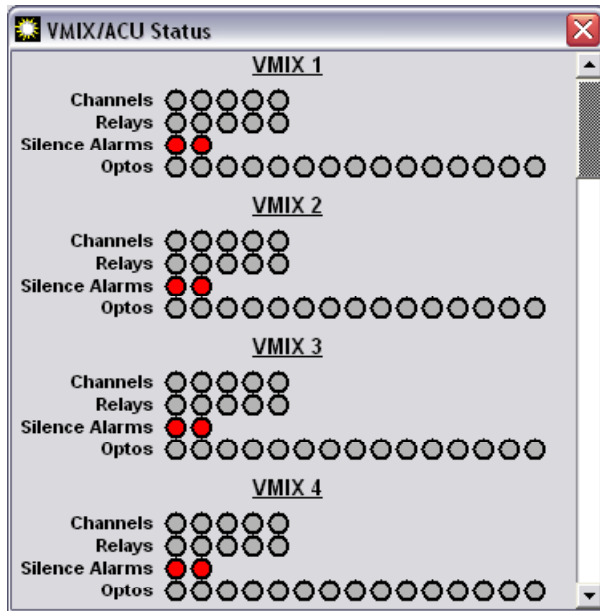 VMIX/ACU Status
VMIX 1
Channels
Relays
Silence Alarms
Optos
VMIX 2
Channels
Relays
Silence Alarms
Optos
VMIX 3
Channels
Relays
Silence Alarms
Optos
VMIX 4
Channels
Relays
Silence Alarms
Optos